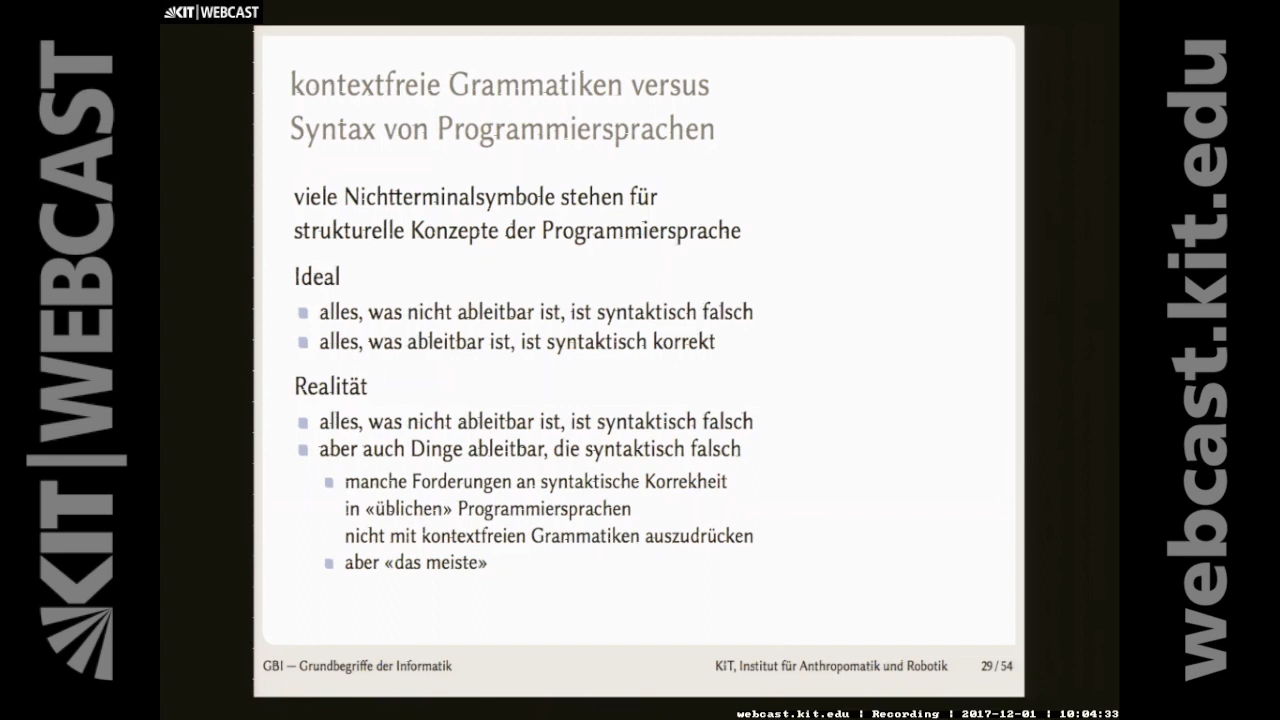 KIT | WEBCAST
KIT | WEBCAST
webcast.kit.edu
kontextfreie Grammatiken versus
Syntax von Programmiersprachen
viele Nichtterminalsymbole stehen für
strukturelle Konzepte der Programmiersprache
Ideal
alles, was nicht ableitbar ist, ist syntaktisch falsch
alles, was ableitbar ist, ist syntaktisch korrekt
Realität
alles, was nicht ableitbar ist, ist syntaktisch falsch
aber auch Dinge ableitbar, die syntaktisch falsch
manche Forderungen an syntaktische Korrekheit
in «üblichen» Programmiersprachen
nicht mit kontextfreien Grammatiken auszudrücken
aber «das meiste»
GBI — Grundbegriffe der Informatik
KIT, Institut für Anthropomatik und Robotik 29 / 54
webcast.kit.edu | Recording | 2017-12-01 | 10:04:33